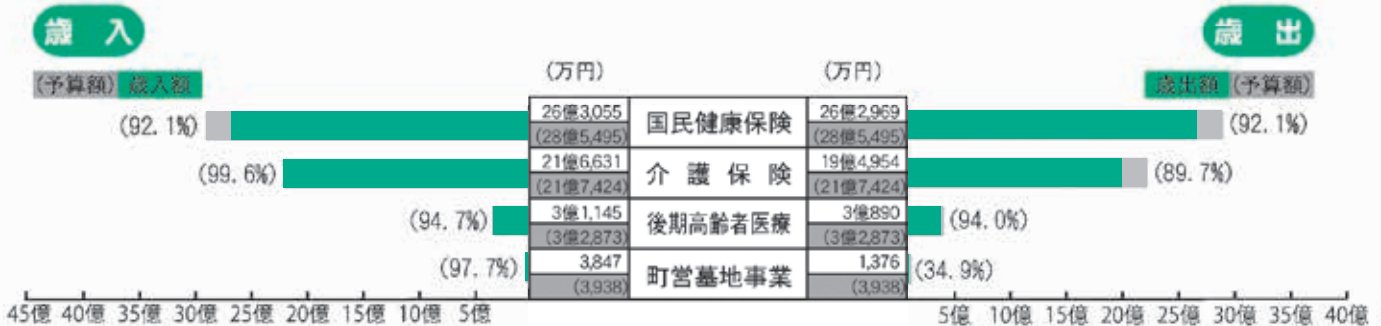 歳入
歳出
(予算額) 歳入額
(万円)
(万円)
歳出額 (予算額)
(92.1%)
26億3,055
(28億5,495)
国民健康保険
26億2,969
(28億5,495)
(92.1%)
(99.6%)
21億6,631
(21億7,424)
介護保険
19億4,954
(21億7,424)
(89.7%)
(94.7%)
3億1,145
(3億2,873)
後期高齢者医療
3億890
(3億2,873)
(94.0%)
(97.7%)
3,847
(3,938)
町営墓地事業
1,376
(3,938)
(34.9%)
45億 40億 35億 30億 25億 20億 15億 10億 5億
5億 10億 15億 20億 25億 30億 35億 40億